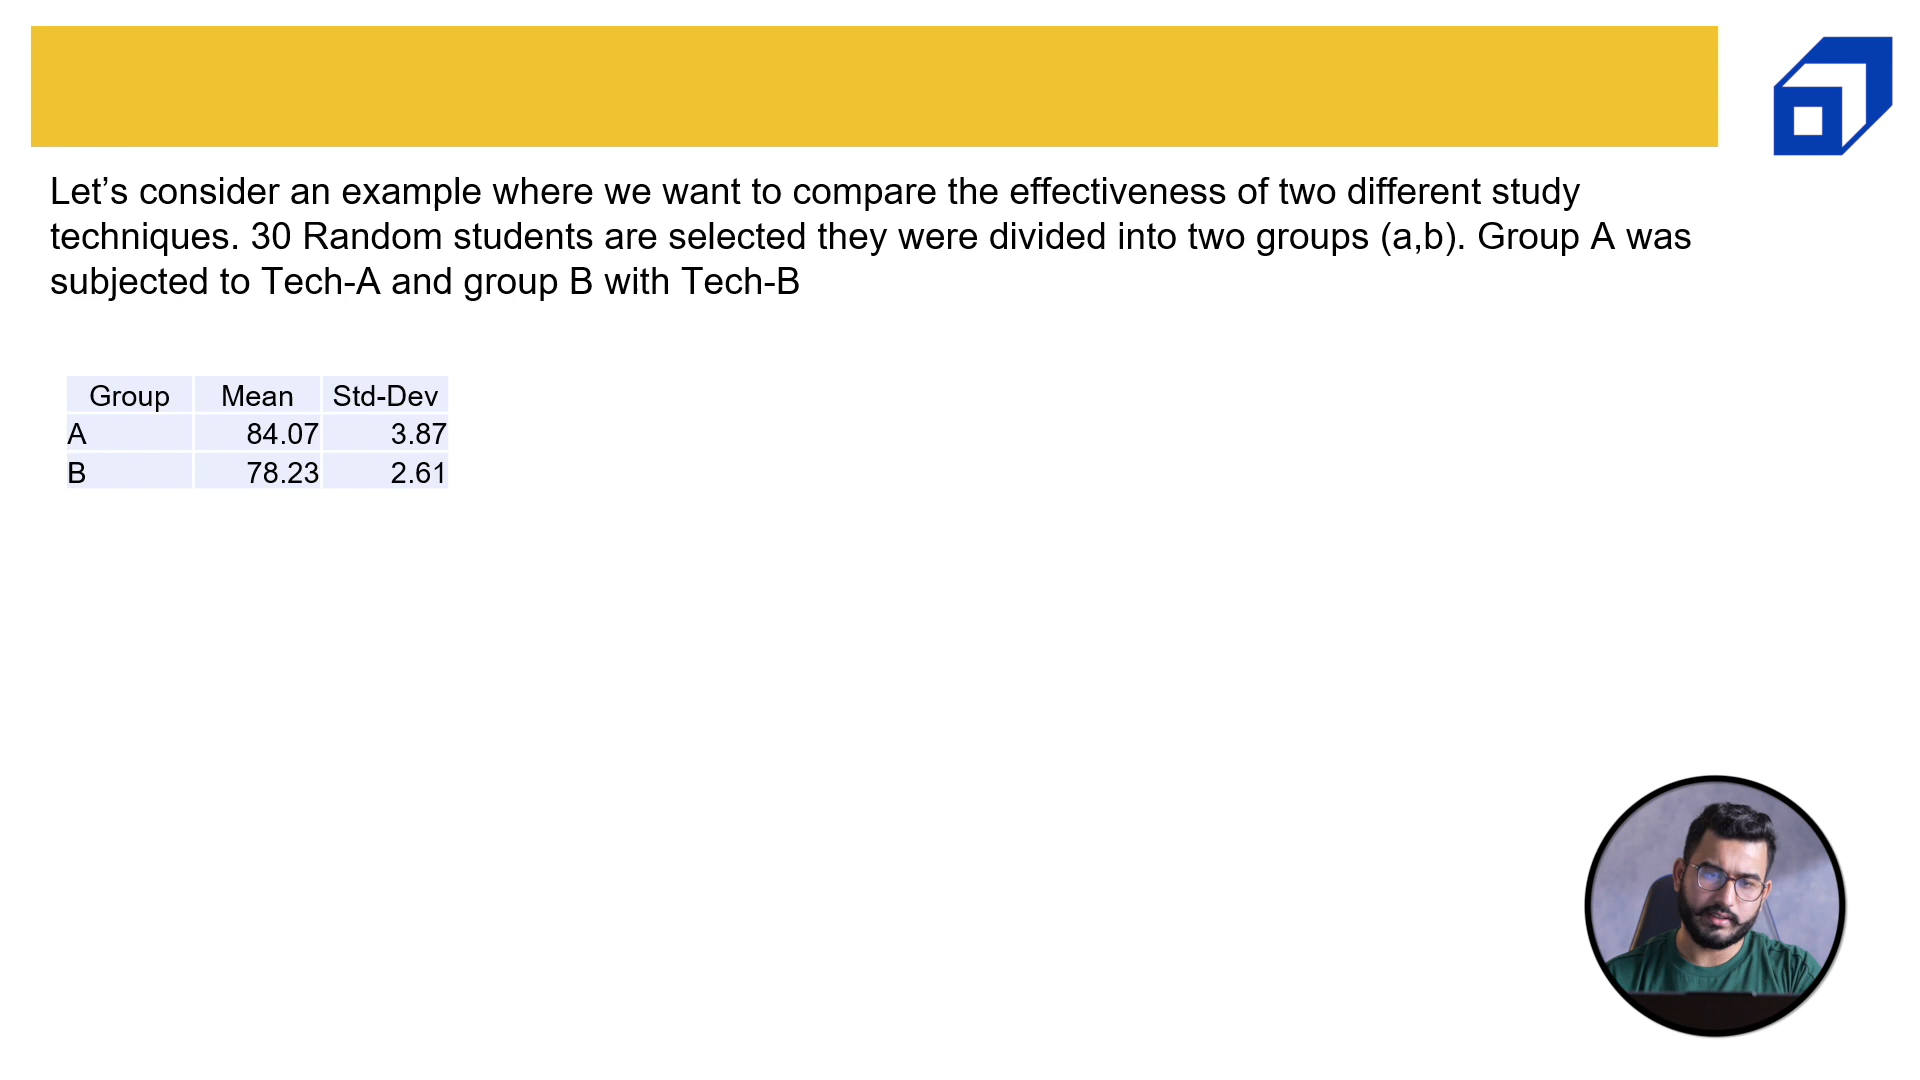 Let’s consider an example where we want to compare the effectiveness of two different study
techniques. 30 Random students are selected they were divided into two groups (a,b). Group A was
subjected to Tech-A and group B with Tech-B
Group Mean Std-Dev
A 84.07 3.87
B 78.23 2.61